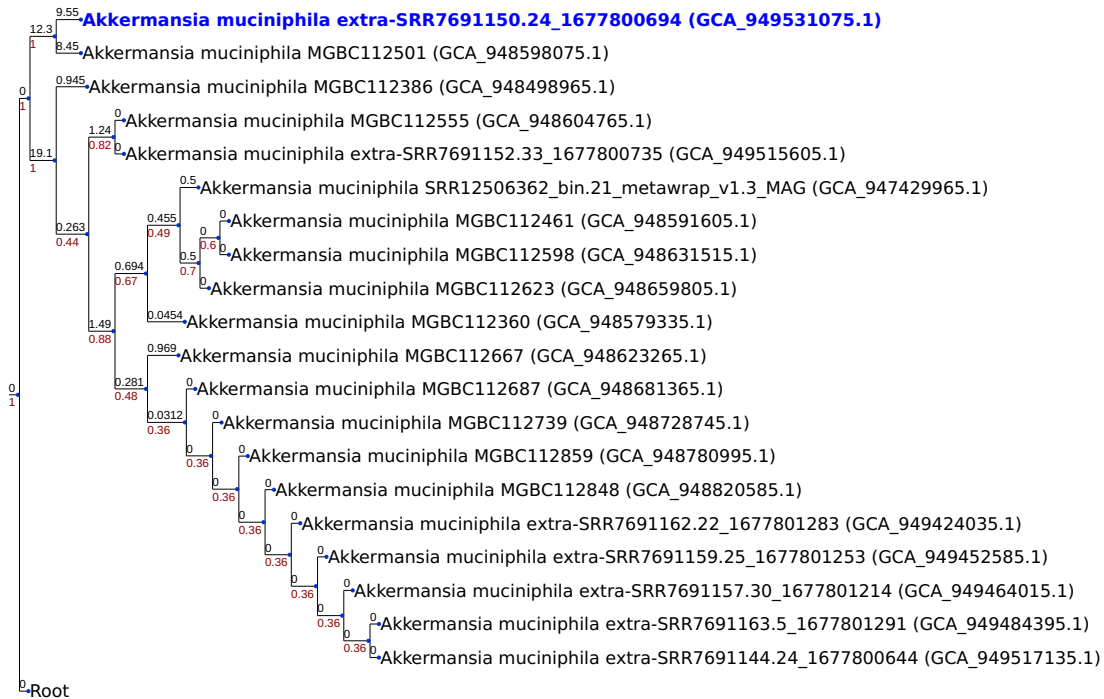 9.55
Akkermansia muciniphila extra-SRR7691150.24_1677800694 (GCA_949531075.1)
12.3
1
8.45
Akkermansia muciniphila MGBC112501 (GCA_948598075.1)
0.945
Akkermansia muciniphila MGBC112386 (GCA_948498965.1)
0
1
0
Akkermansia muciniphila MGBC112555 (GCA_948604765.1)
1.24
0.82
0
Akkermansia muciniphila extra-SRR7691152.33_1677800735 (GCA_949515605.1)
19.1
1
0.5
Akkermansia muciniphila SRR12506362_bin.21_metawrap_v1.3_MAG (GCA_947429965.1)
0.455
0.49
0
Akkermansia muciniphila MGBC112461 (GCA_948591605.1)
0
0.6
0.263
0.44
0
Akkermansia muciniphila MGBC112598 (GCA_948631515.1)
0.5
0.7
0.694
0.67
0
Akkermansia muciniphila MGBC112623 (GCA_948659805.1)
0.0454
Akkermansia muciniphila MGBC112360 (GCA_948579335.1)
1.49
0.88
0.969
Akkermansia muciniphila MGBC112667 (GCA_948623265.1)
0.281
0.48
0
Akkermansia muciniphila MGBC112687 (GCA_948681365.1)
0
1
0.0312
0.36
0
Akkermansia muciniphila MGBC112739 (GCA_948728745.1)
0
0.36
0
Akkermansia muciniphila MGBC112859 (GCA_948780995.1)
0
0.36
0
Akkermansia muciniphila MGBC112848 (GCA_948820585.1)
0
0.36
0
Akkermansia muciniphila extra-SRR7691162.22_1677801283 (GCA_949424035.1)
0
0.36
0
Akkermansia muciniphila extra-SRR7691159.25_1677801253 (GCA_949452585.1)
0
0.36
0
Akkermansia muciniphila extra-SRR7691157.30_1677801214 (GCA_949464015.1)
0
0.36
0
Akkermansia muciniphila extra-SRR7691163.5_1677801291 (GCA_949484395.1)
0
0.36
0
Akkermansia muciniphila extra-SRR7691144.24_1677800644 (GCA_949517135.1)
0
Root